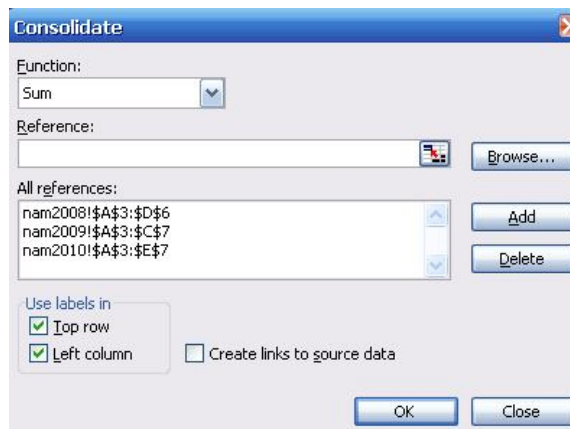 Consolidate
Function:
Sum
Reference:
Browse...
All references:
nam2008!$A$3:$D$6
nam2009!$A$3:$C$7
nam2010!$A$3:$E$7
Add
Delete
Use labels in
Top row
Left column
Create links to source data
OK
Close